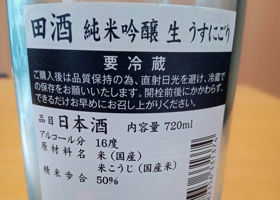 田酒 純米吟醸 生 うすにごり
要冷蔵
ご購入後は品質保持の為、直射日光を避け、冷蔵で
の保存をお願いいたします。開栓前後にかかわらず、
できるだけお早めにお召し上がりください。
品目 日本酒 内容量 720ml
アルコール分 16度
原材料名 米(国産)
米こうじ(国産米)
精米歩合 50%